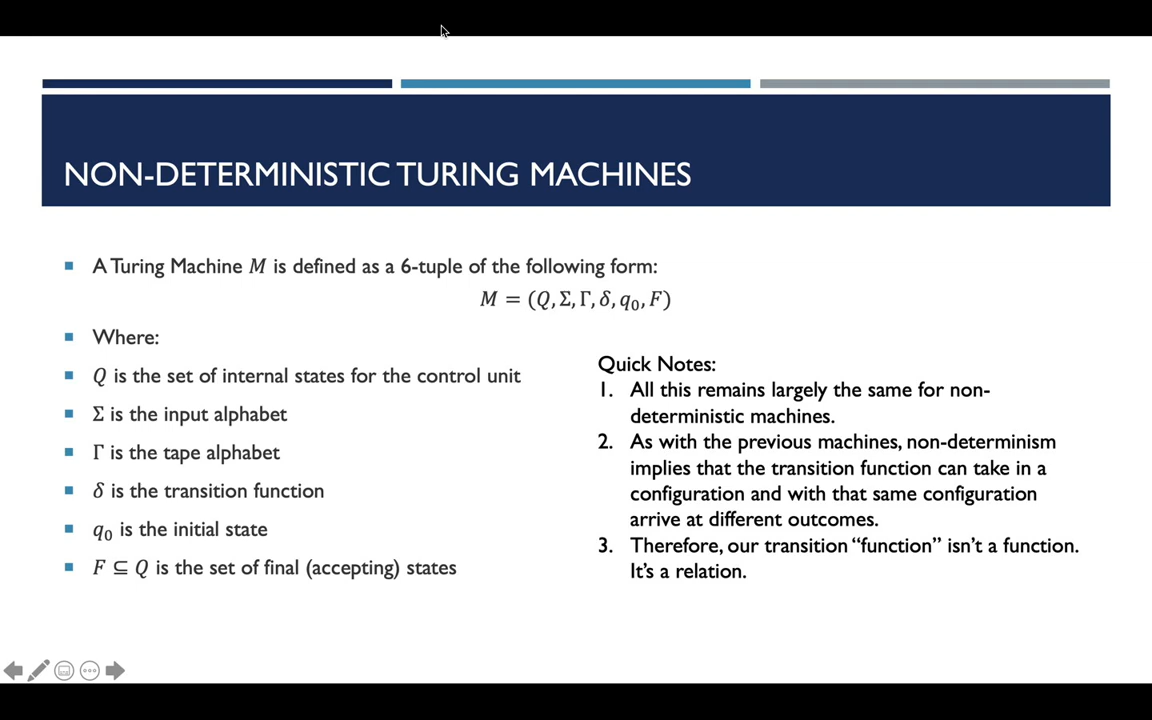 NON-DETERMINISTIC TURING MACHINES
A Turing Machine 𝑀 is defined as a 6-tuple of the following form:
𝑀 = (𝑄, Σ, Γ, 𝛿, 𝑞₀, 𝐹)
Where:
𝑄 is the set of internal states for the control unit
Σ is the input alphabet
Γ is the tape alphabet
𝛿 is the transition function
𝑞₀ is the initial state
𝐹 ⊆ 𝑄 is the set of final (accepting) states
Quick Notes:
1. All this remains largely the same for non-
deterministic machines.
2. As with the previous machines, non-determinism
implies that the transition function can take in a
configuration and with that same configuration
arrive at different outcomes.
3. Therefore, our transition “function” isn’t a function.
It’s a relation.